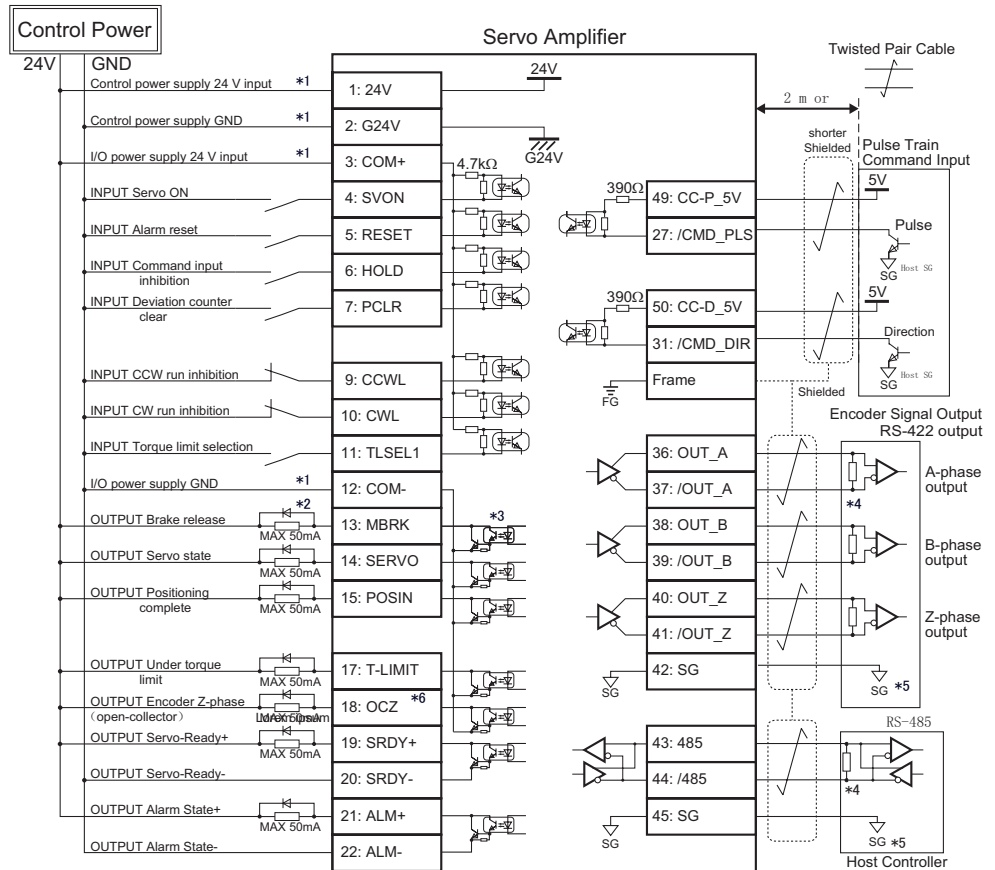 Control Power
Servo Amplifier
24V
GND
Control power supply 24 V input *1
Control power supply GND *1
I/O power supply 24 V input *1
INPUT Servo ON
INPUT Alarm reset
INPUT Command input
inhibition
INPUT Deviation counter
clear
INPUT CCW run inhibition
INPUT CW run inhibition
INPUT Torque limit selection
I/O power supply GND *1
*2
OUTPUT Brake release
MAX 50mA
OUTPUT Servo state
MAX 50mA
OUTPUT Positioning
complete
MAX 50mA
OUTPUT Under torque
limit
MAX 50mA
OUTPUT Encoder Z-phase
(open-collector)
OUTPUT Servo-Ready+
MAX 50mA
OUTPUT Servo-Ready-
OUTPUT Alarm State+
MAX 50mA
OUTPUT Alarm State-
1: 24V
2: G24V
3: COM+
4: SVON
5: RESET
6: HOLD
7: PCLR
9: CCWL
10: CWL
11: TLSEL1
12: COM-
13: MBRK
14: SERVO
15: POSIN
17: T-LIMIT
18: OCZ *6
19: SRDY+
20: SRDY-
21: ALM+
22: ALM-
24V
G24V
4.7kΩ
*3
390Ω
49: CC-P_5V
27: /CMD_PLS
390Ω
50: CC-D_5V
31: /CMD_DIR
Frame
FG
36: OUT_A
37: /OUT_A
38: OUT_B
39: /OUT_B
40: OUT_Z
41: /OUT_Z
42: SG
SG
43: 485
44: /485
45: SG
SG
Twisted Pair Cable
2 m or
shorter
Shielded
Pulse Train
Command Input
5V
Pulse
SG Host SG
5V
Direction
SG Host SG
Shielded
Encoder Signal Output
RS-422 output
A-phase
output
*4
B-phase
output
Z-phase
output
SG *5
RS-485
*4
SG *5
Host Controller